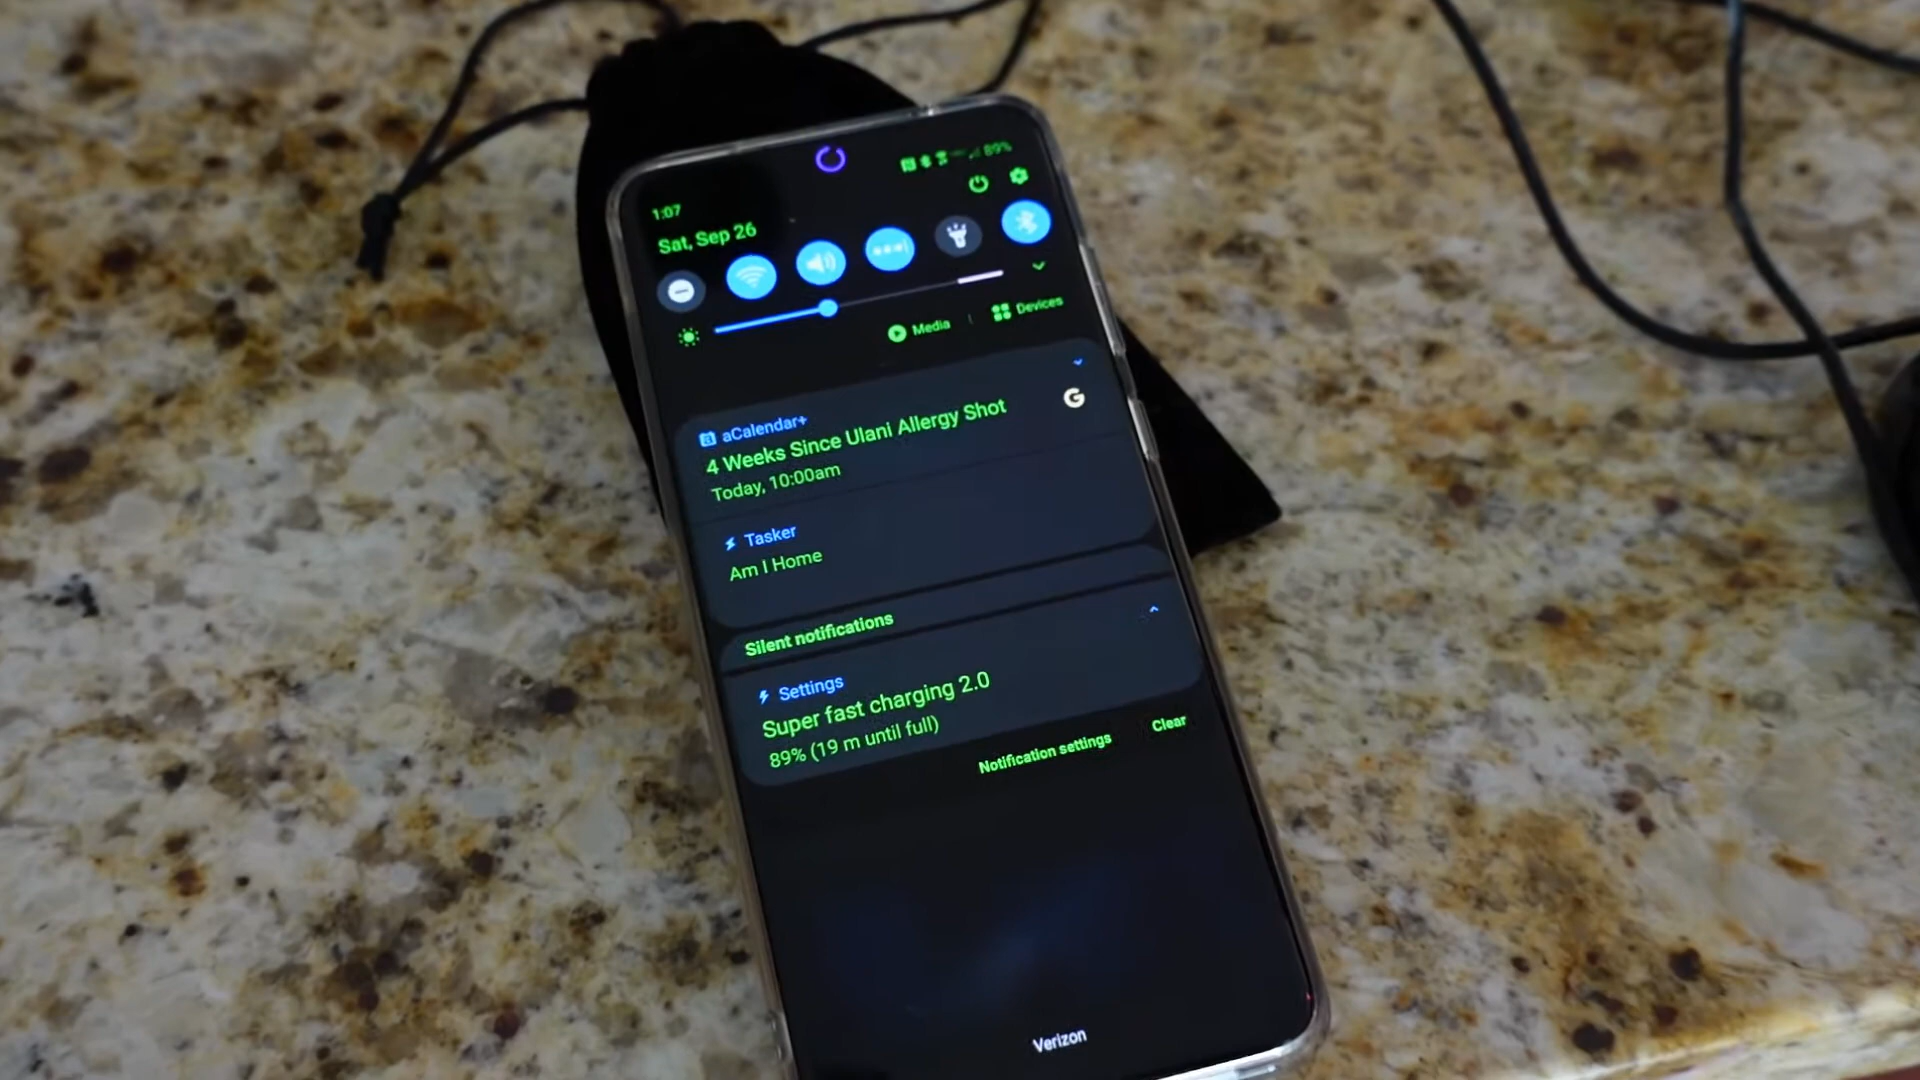 89%
1:07
Sat, Sep 26
Media
Devices
aCalendar+
4 Weeks Since Ulani Allergy Shot
G
Today, 10:00am
Tasker
Am I Home
Silent notifications
Settings
Super fast charging 2.0
89% (19 m until full)
Notification settings
Clear
Verizon